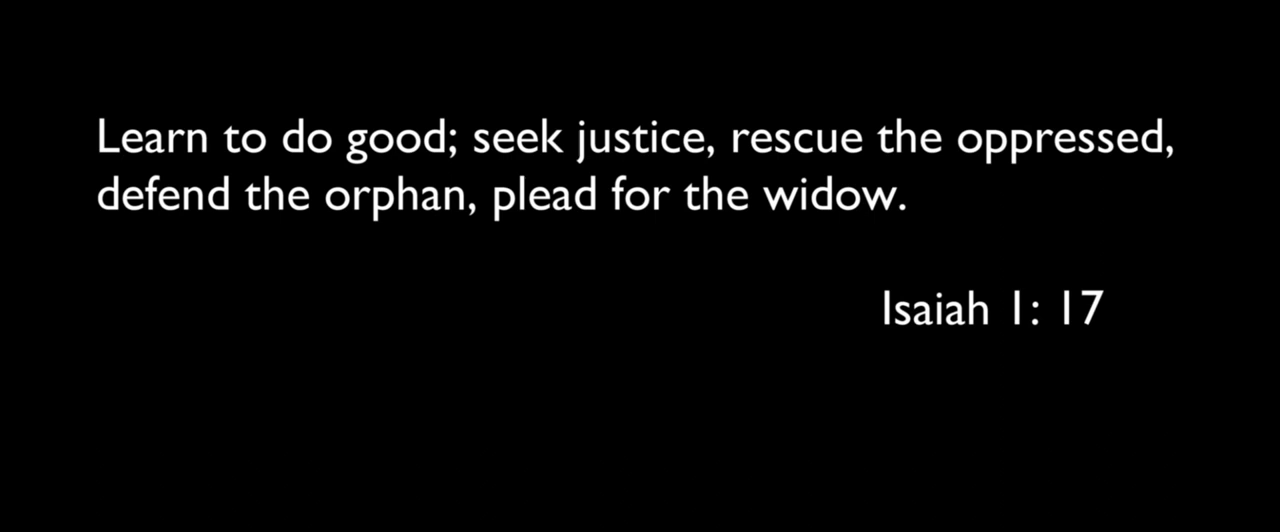 Learn to do good; seek justice, rescue the oppressed,
defend the orphan, plead for the widow.
Isaiah 1: 17